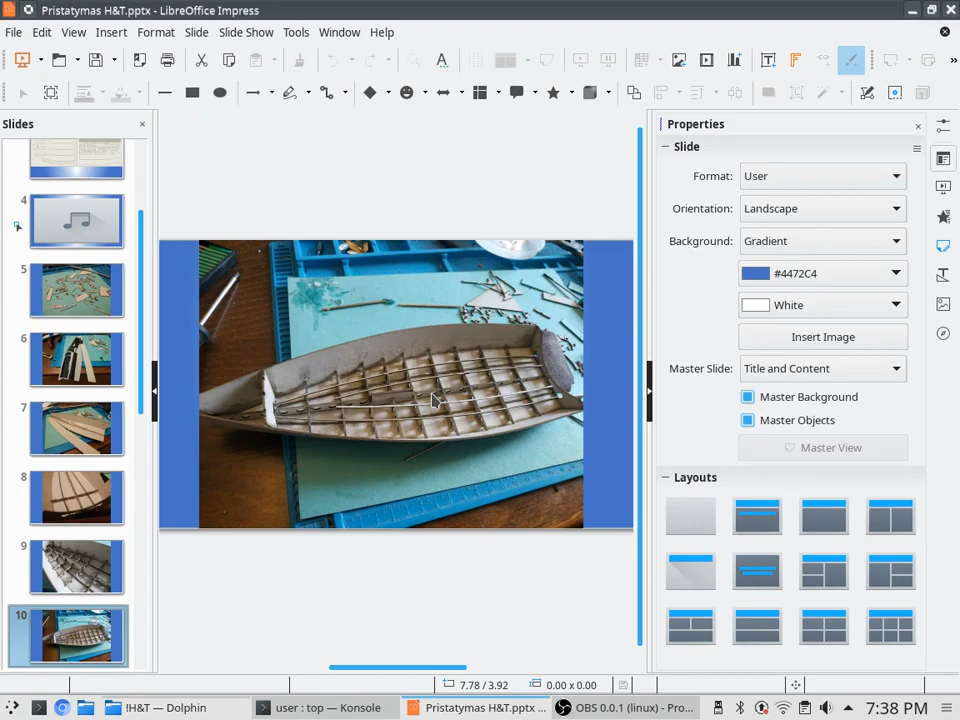 Pristatymas H&T.pptx - LibreOffice Impress
File Edit View Insert Format Slide Slide Show Tools Window Help
Slides
4
5
6
7
8
9
10
Properties
Slide
Format: User
Orientation: Landscape
Background: Gradient
#4472C4
White
Insert Image
Master Slide: Title and Content
Master Background
Master Objects
Master View
Layouts
7.78 / 3.92 0.00 x 0.00
!H&T — Dolphin user : top — Konsole Pristatymas H&T.pptx ... OBS 0.0.1 (linux) - Pro... 7:38 PM